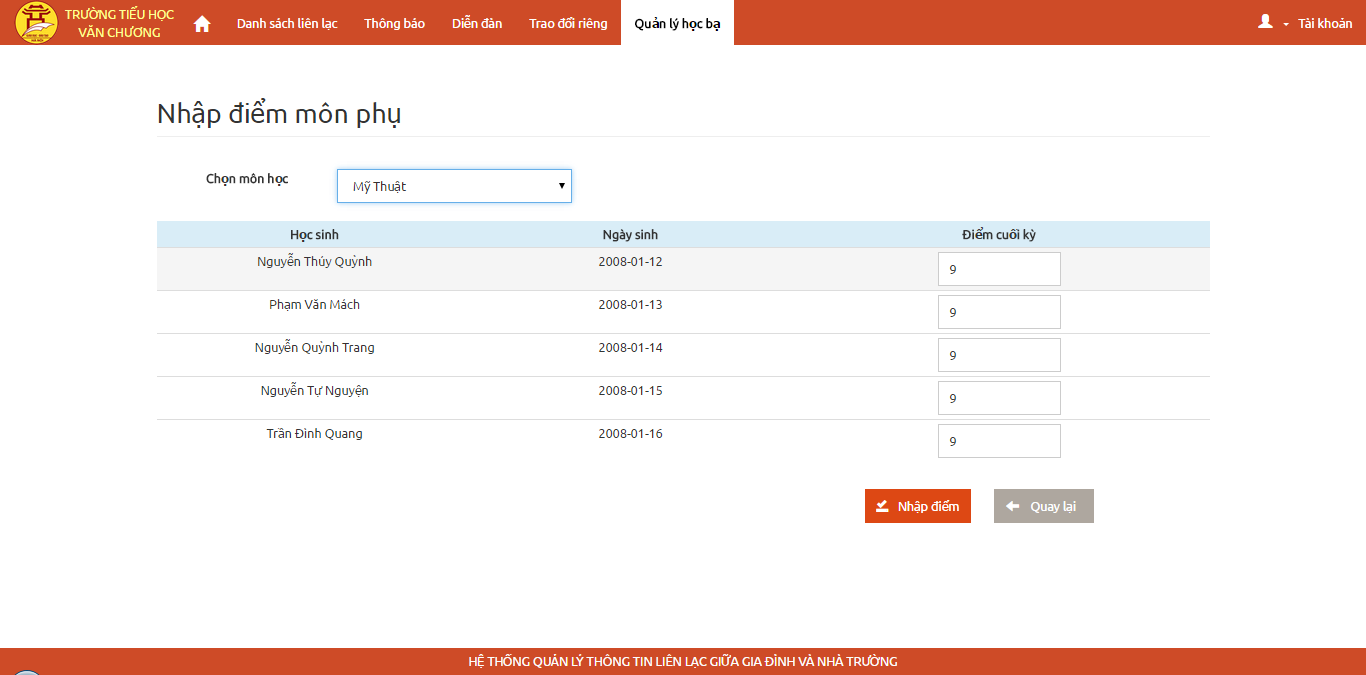 TRƯỜNG TIỂU HỌC
VĂN CHƯƠNG
Danh sách liên lạc Thông báo Diễn đàn Trao đổi riêng Quản lý học bạ Tài khoản
Nhập điểm môn phụ
Chọn môn học Mỹ Thuật
Học sinh Ngày sinh Điểm cuối kỳ
Nguyễn Thúy Quỳnh 2008-01-12 9
Phạm Văn Mách 2008-01-13 9
Nguyễn Quỳnh Trang 2008-01-14 9
Nguyễn Tự Nguyện 2008-01-15 9
Trần Đình Quang 2008-01-16 9
Nhập điểm Quay lại
HỆ THỐNG QUẢN LÝ THÔNG TIN LIÊN LẠC GIỮA GIA ĐÌNH VÀ NHÀ TRƯỜNG